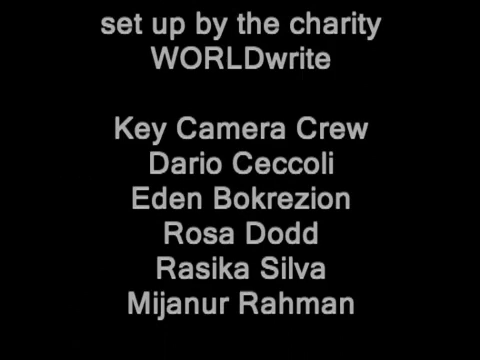 set up by the charity
WORLDwrite
Key Camera Crew
Dario Ceccoli
Eden Bokrezion
Rosa Dodd
Rasika Silva
Mijanur Rahman